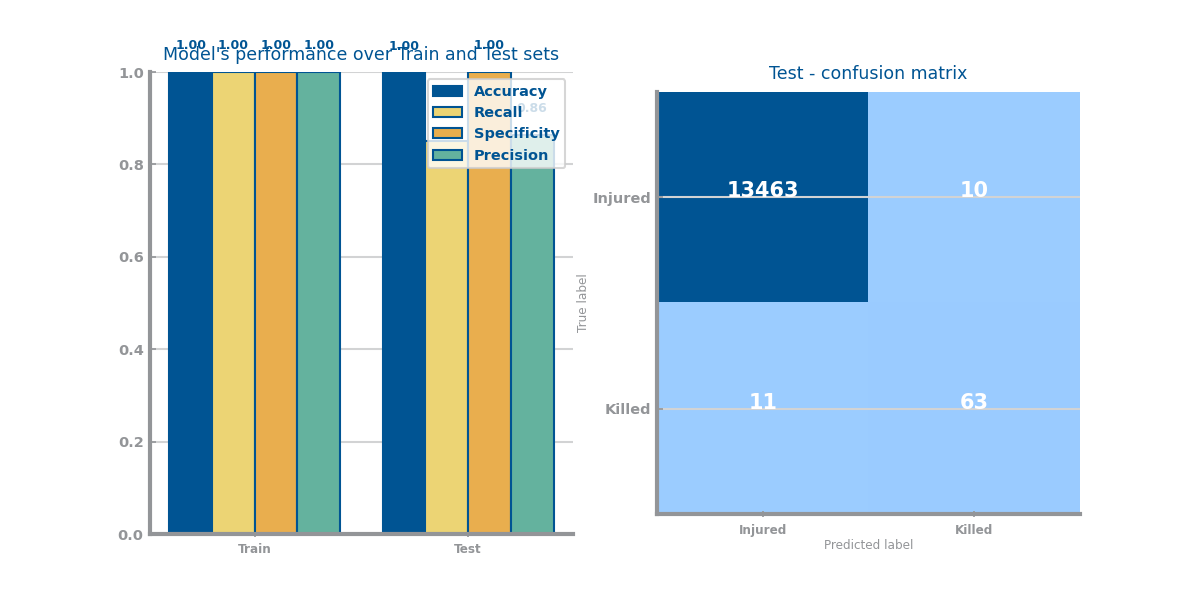 1.00 1.00 1.00 1.00 1.00 1.00
Model's performance over Train and Test sets
1.0
0.8
0.6
0.4
0.2
0.0
Accuracy
Recall
Specificity
Precision
0.86
Train Test
Test - confusion matrix
True label
Injured
Killed
13463 10
11 63
Injured Killed
Predicted label